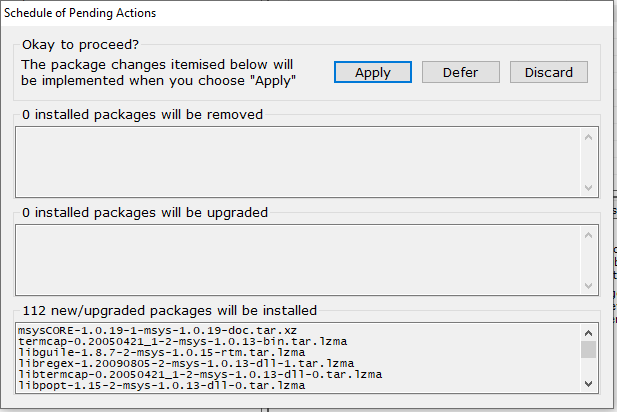 Schedule of Pending Actions
Okay to proceed?
The package changes itemised below will
be implemented when you choose "Apply"
Apply
Defer
Discard
0 installed packages will be removed
0 installed packages will be upgraded
112 new/upgraded packages will be installed
msysCORE-1.0.19-1-msys-1.0.19-doc.tar.xz
termcap-0.20050421_1-2-msys-1.0.13-bin.tar.lzma
libguile-1.8.7-2-msys-1.0.15-rtm.tar.lzma
libregex-1.20090805-2-msys-1.0.13-dll-1.tar.lzma
libtermcap-0.20050421_1-2-msys-1.0.13-dll-0.tar.lzma
libpopt-1.15-2-msys-1.0.13-dll-0.tar.lzma